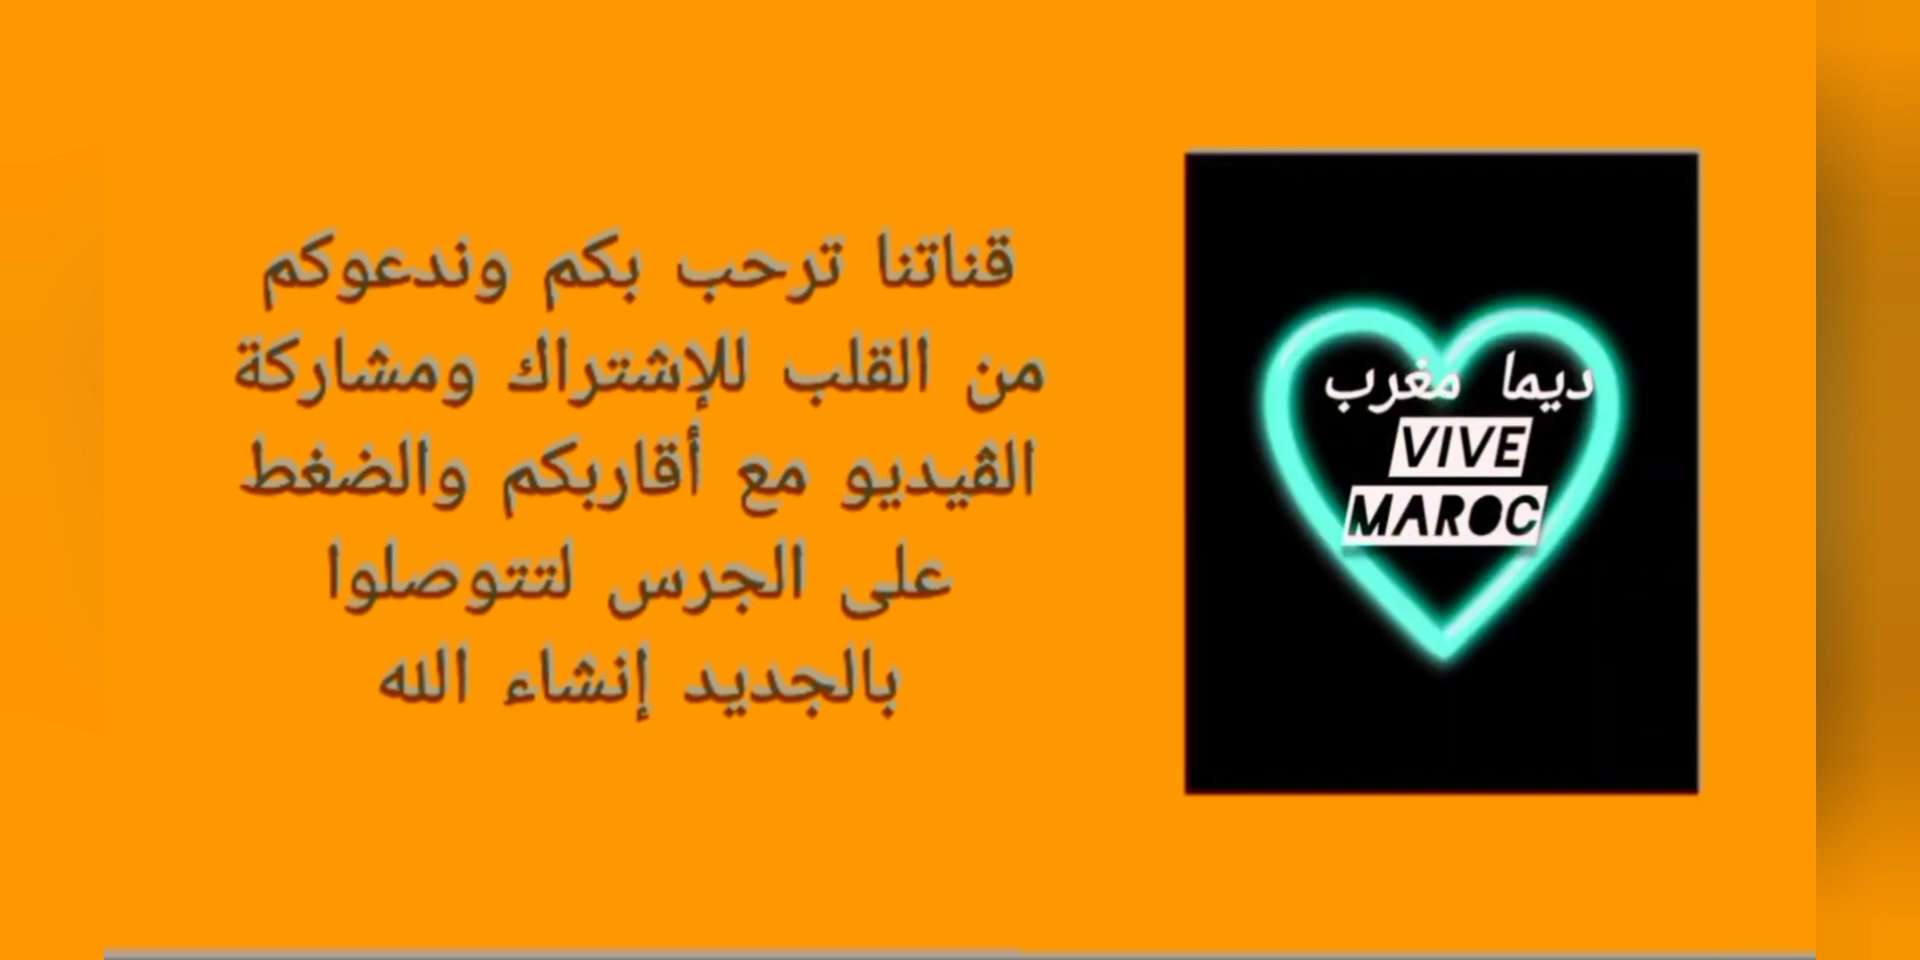 قناتنا ترحب بكم وندعوكم
من القلب للإشتراك ومشاركة
الڤيديو مع أقاربكم والضغط
على الجرس لتتوصلوا
بالجديد إنشاء الله
ديما مغرب
VIVE
MAROC